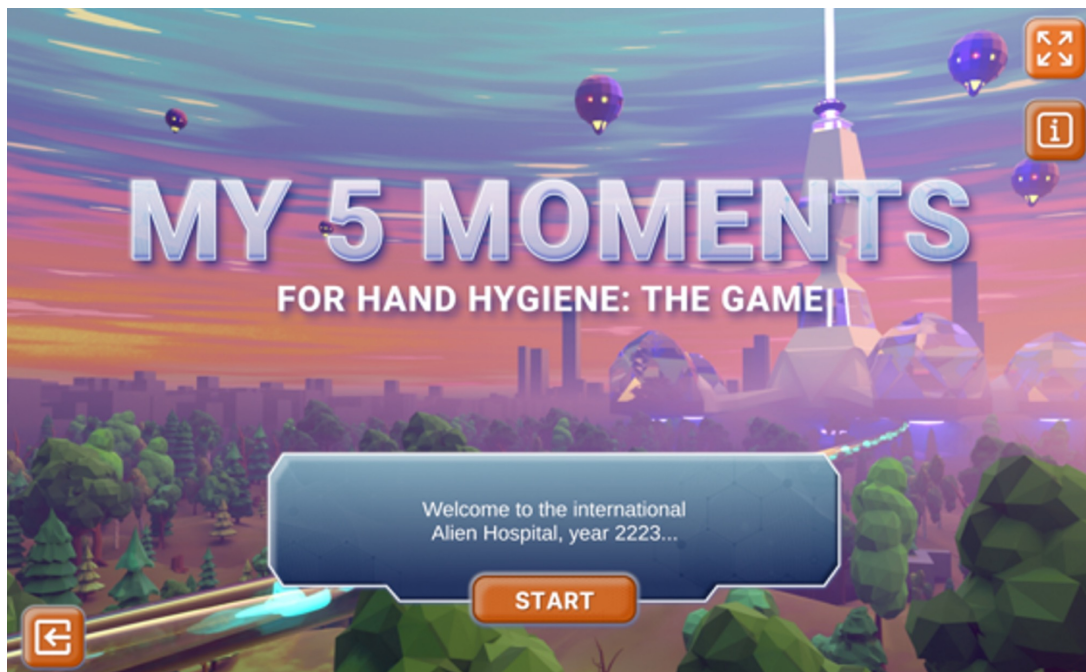 MY 5 MOMENTS
FOR HAND HYGIENE: THE GAME
Welcome to the international
Alien Hospital, year 2223...
START